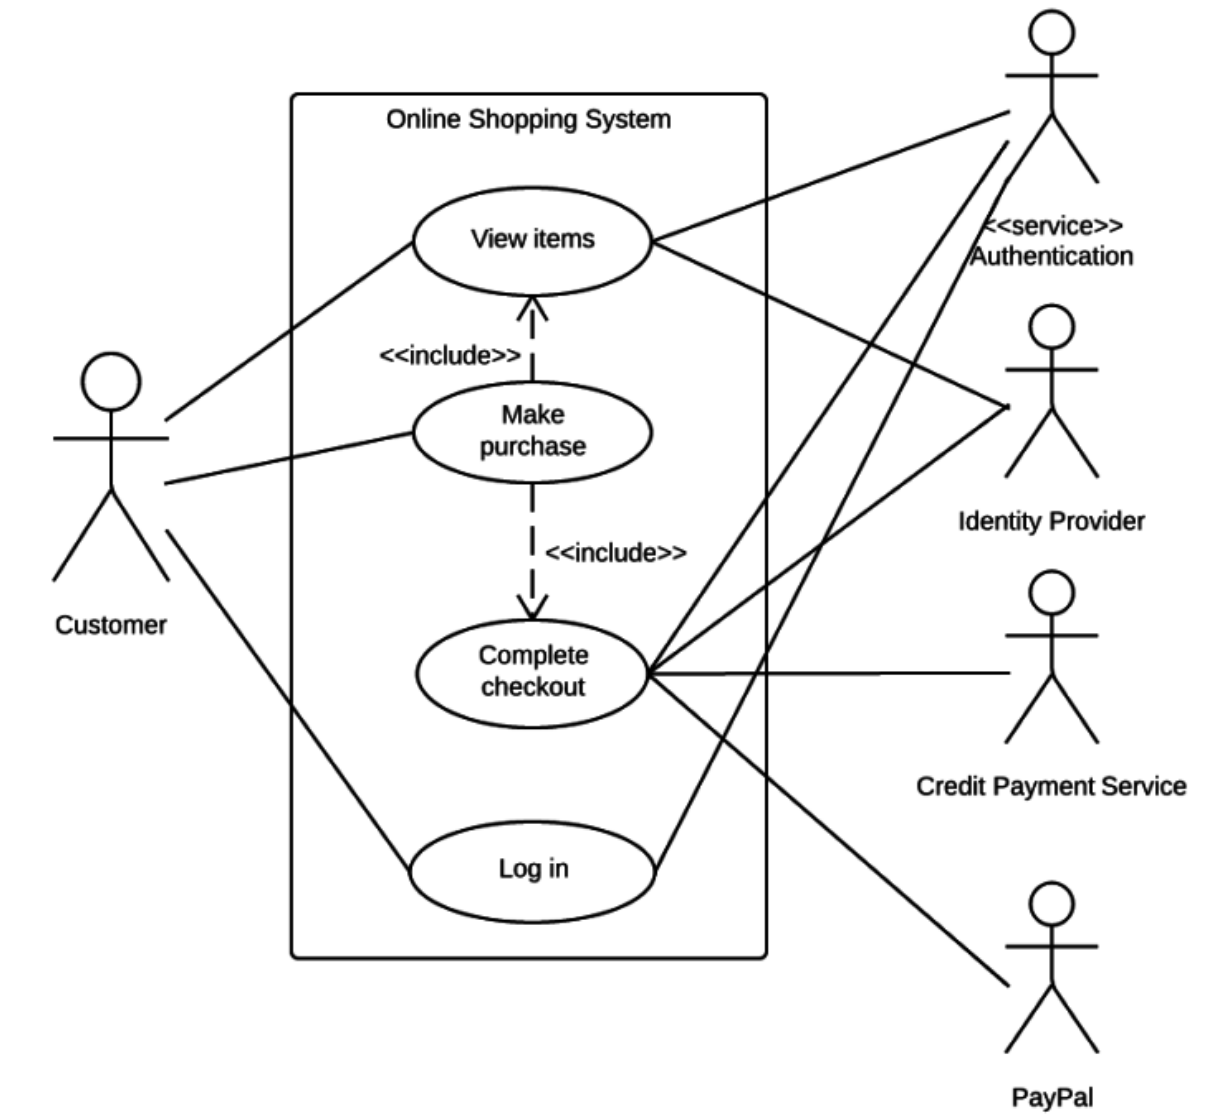 Online Shopping System
View items
<<include>>
Make
purchase
<<include>>
Complete
checkout
Log in
Customer
<<service>>
Authentication
Identity Provider
Credit Payment Service
PayPal